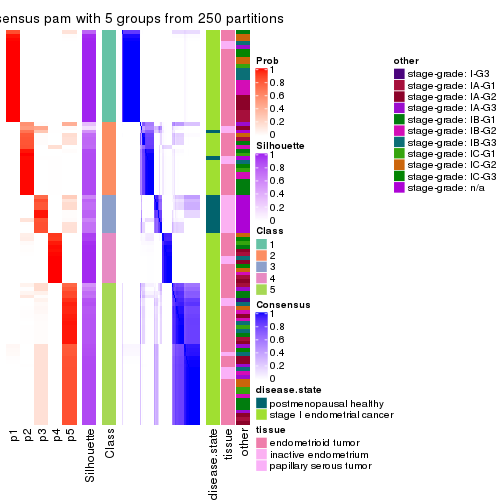 sensus pam with 5 groups from 250 partitions
Prob
1
0.8
0.6
0.4
0.2
0
Silhouette
1
0.8
0.6
0.4
0.2
0
Class
1
2
3
4
5
Consensus
1
0.8
0.6
0.4
0.2
0
disease.state
postmenopausal healthy
stage I endometrial cancer
tissue
endometrioid tumor
inactive endometrium
papillary serous tumor
other
stage-grade: I-G3
stage-grade: IA-G1
stage-grade: IA-G2
stage-grade: IA-G3
stage-grade: IB-G1
stage-grade: IB-G2
stage-grade: IB-G3
stage-grade: IC-G1
stage-grade: IC-G2
stage-grade: IC-G3
stage-grade: n/a
p1
p2
p3
p4
p5
Silhouette
Class
disease.state
tissue
other